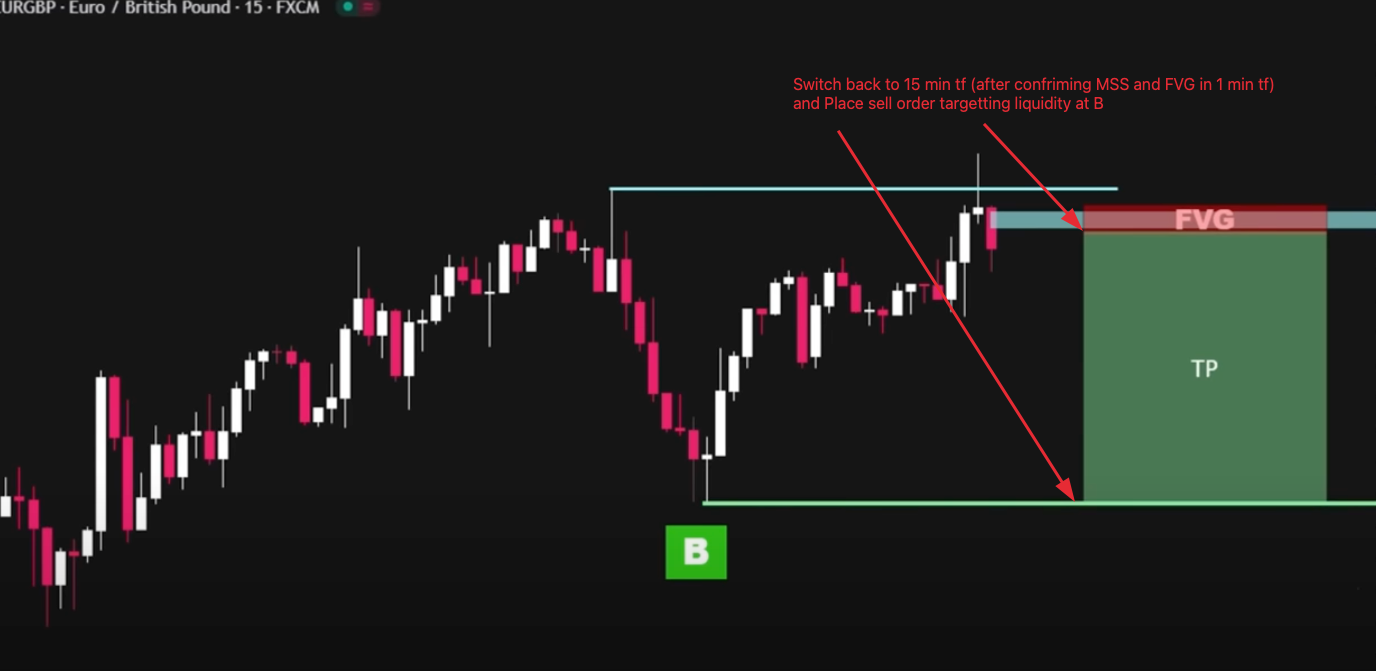 URGBP · Euro / British Pound · 15 · FXCM
Switch back to 15 min tf (after confriming MSS and FVG in 1 min tf)
and Place sell order targetting liquidity at B
FVG
TP
B